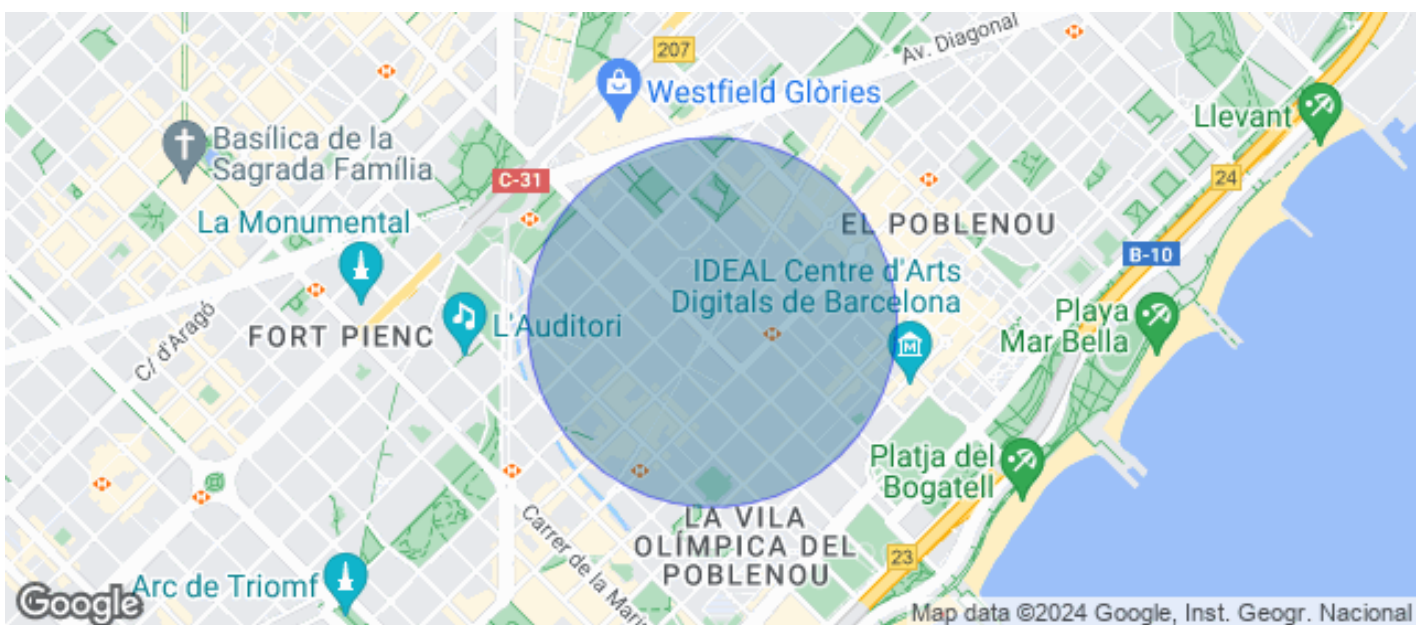 207
Av. Diagonal
Westfield Glòries
Llevant
Basílica de la
Sagrada Família
C-31
24
La Monumental
EL POBLENOU
B-10
IDEAL Centre d'Arts
Digitals de Barcelona
Playa
Mar Bella
C/ d'Aragó
FORT PIENC
L'Auditori
M
Platja del
Bogatell
LA VILA
OLÍMPICA DEL
POBLENOU
23
Carrer de la Marin
Arc de Triomf
Google
Map data ©2024 Google, Inst. Geogr. Nacional